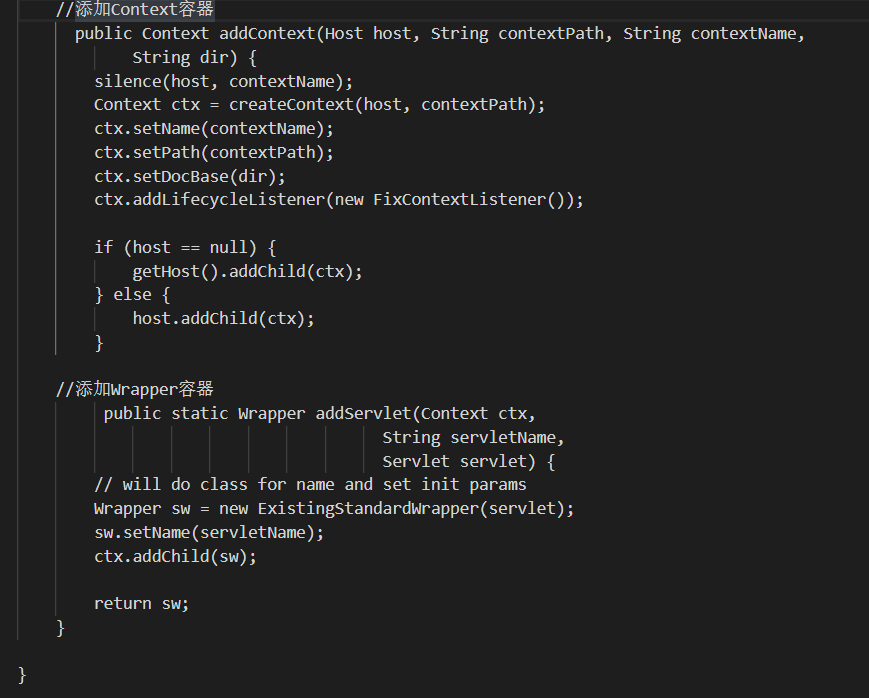 //添加Context容器
public Context addContext(Host host, String contextPath, String contextName,
String dir) {
silence(host, contextName);
Context ctx = createContext(host, contextPath);
ctx.setName(contextName);
ctx.setPath(contextPath);
ctx.setDocBase(dir);
ctx.addLifecycleListener(new FixContextListener());
if (host == null) {
getHost().addChild(ctx);
} else {
host.addChild(ctx);
}
//添加Wrapper容器
public static Wrapper addServlet(Context ctx,
String servletName,
Servlet servlet) {
// will do class for name and set init params
Wrapper sw = new ExistingStandardWrapper(servlet);
sw.setName(servletName);
ctx.addChild(sw);
return sw;
}
}